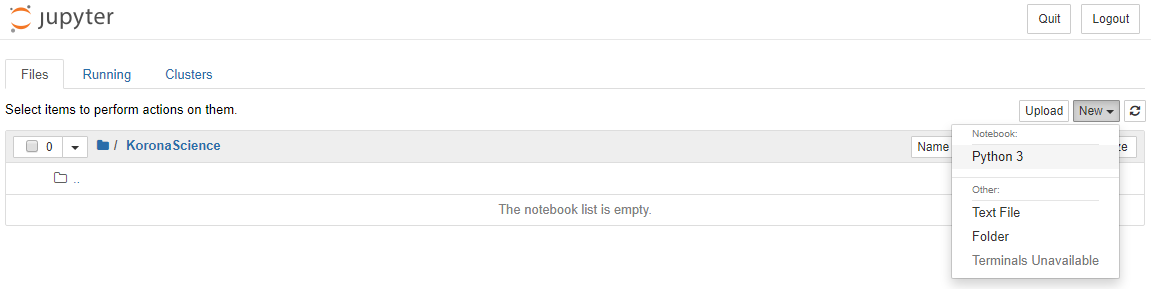 jupyter
Quit Logout
Files Running Clusters
Select items to perform actions on them.
Upload New
0 / KoronaScience
Name
ze
Notebook:
Python 3
..
Other:
The notebook list is empty.
Text File
Folder
Terminals Unavailable